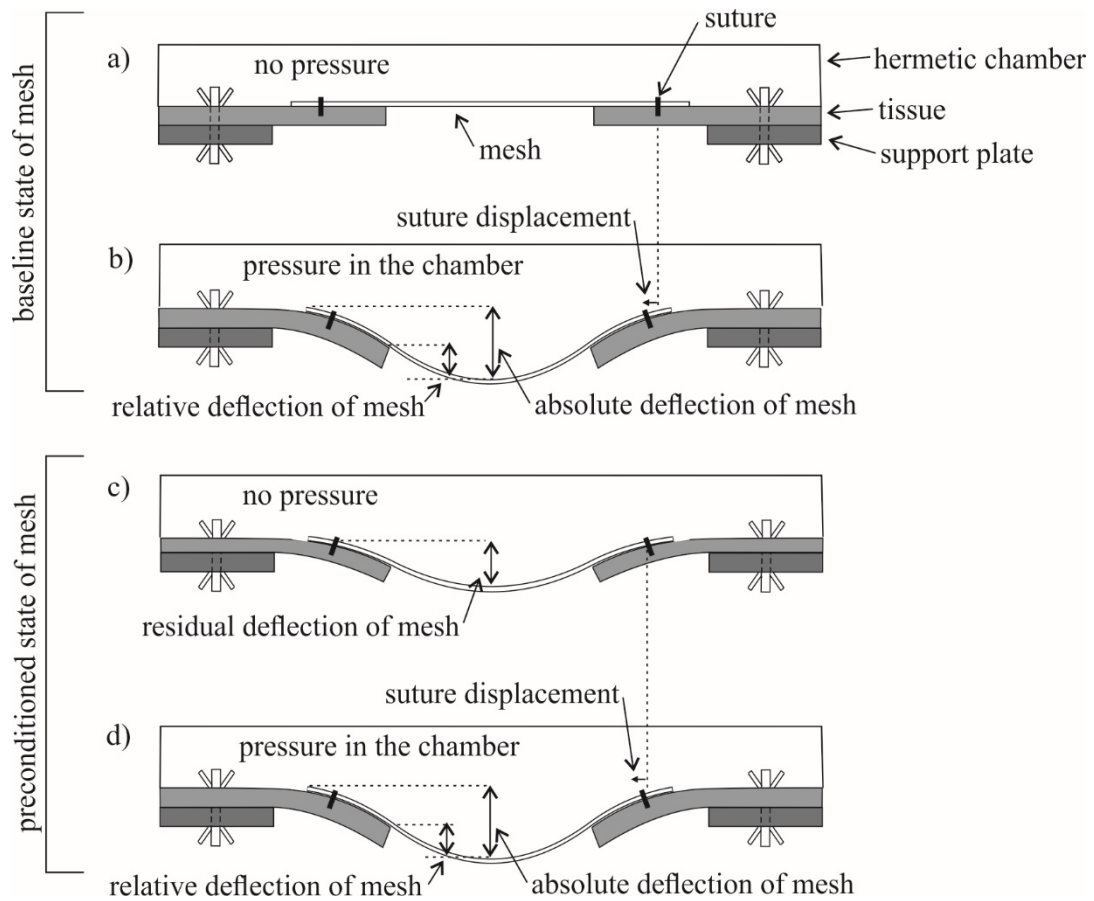 baseline state of mesh
a)
suture
no pressure
hermetic chamber
tissue
mesh
support plate
suture displacement
b)
pressure in the chamber
relative deflection of mesh
absolute deflection of mesh
preconditioned state of mesh
c)
no pressure
residual deflection of mesh
suture displacement
d)
pressure in the chamber
relative deflection of mesh
absolute deflection of mesh